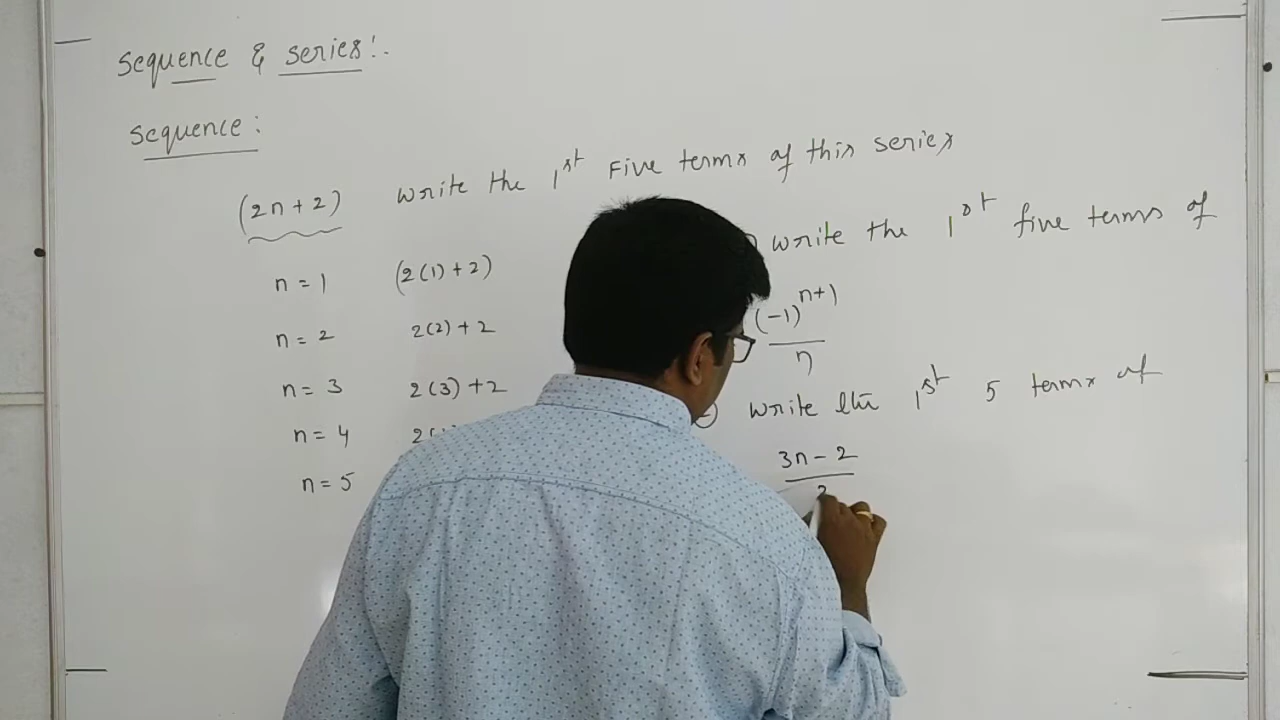 Sequence & Series:.
Sequence:
(2n + 2) Write the 1st Five terms of this series
n = 1 (2(1) + 2)
n = 2 2(2) + 2
n = 3 2(3) + 2
n = 4 2(
n = 5
) Write the 1st five terms of
(-1)^{n+1}
n
Write the 1st 5 terms of
3n - 2